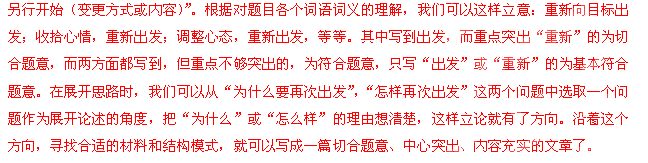 另行开始（变更方式或内容）”。根据对题目各个词语词义的理解，我们可以这样立意：重新向目标出
发；收拾心情，重新出发；调整心态，重新出发，等等。其中写到出发，而重点突出“重新”的为切
合题意，而两方面都写到，但重点不够突出的，为符合题意，只写“出发”或“重新”的为基本符合
题意。在展开思路时，我们可以从“为什么要再次出发”，“怎样再次出发”这两个问题中选取一个问
题作为展开论述的角度，把“为什么”或“怎么样”的理由想清楚，这样立论就有了方向。沿着这个
方向，寻找合适的材料和结构模式，就可以写成一篇切合题意、中心突出、内容充实的文章了。